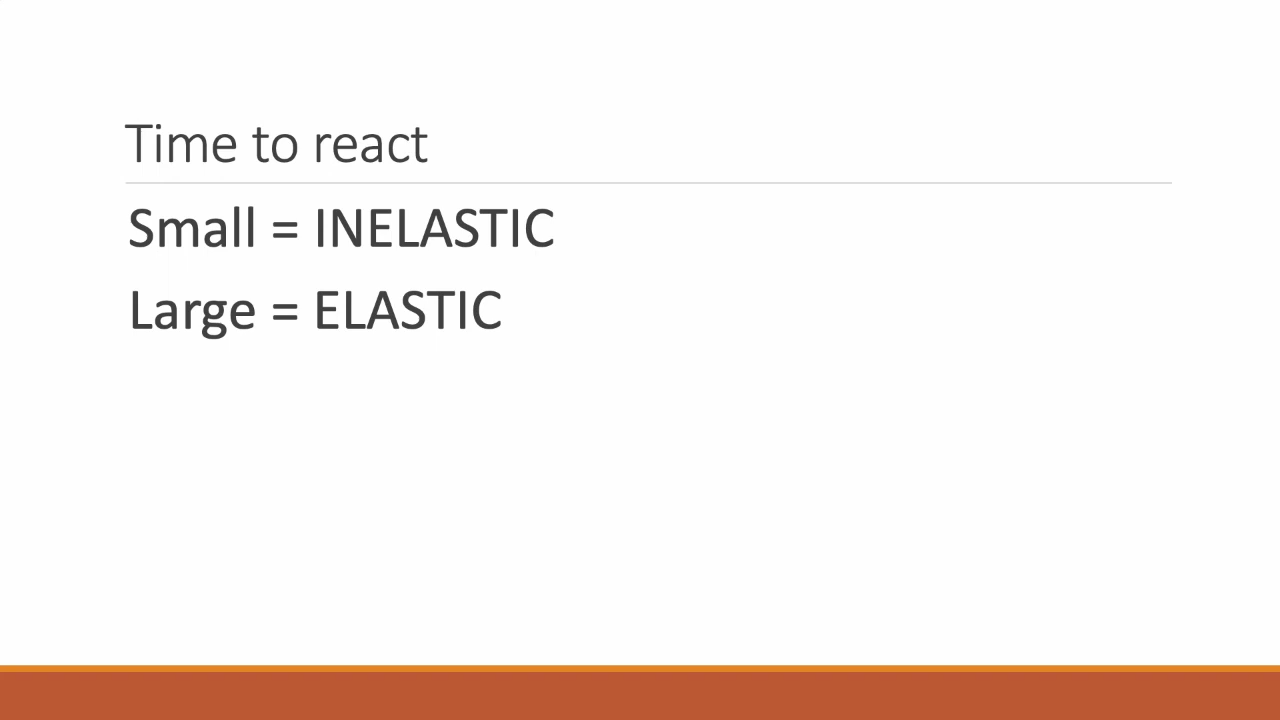 Time to react
Small = INELASTIC
Large = ELASTIC